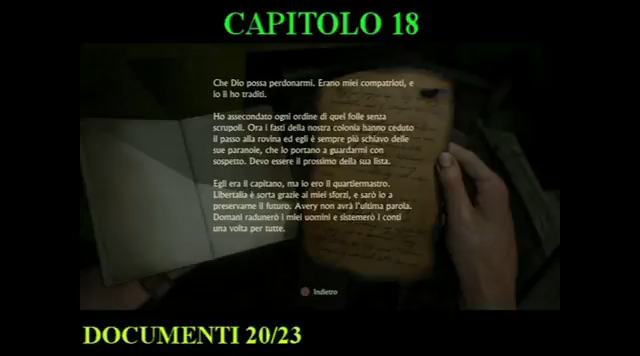 CAPITOLO 18
Che Dio possa perdonarmi. Erano miei compatrioti, e
io li ho traditi.
Ho assecondato ogni ordine di quel folle senza
scrupoli. Ora i fasti della nostra colonia hanno ceduto
il passo alla rovina ed egli è sempre più schiavo delle
sue paranoie, che lo portano a guardarmi con
sospetto. Devo essere il prossimo della sua lista.
Egli era il capitano, ma io ero il quartiermastro.
Libertalia è sorta grazie ai miei sforzi, e sarò io a
preservarne il futuro. Avery non avrà l'ultima parola.
Domani radunerò i miei uomini e sistemerò i conti
una volta per tutte.
Indietro
DOCUMENTI 20/23